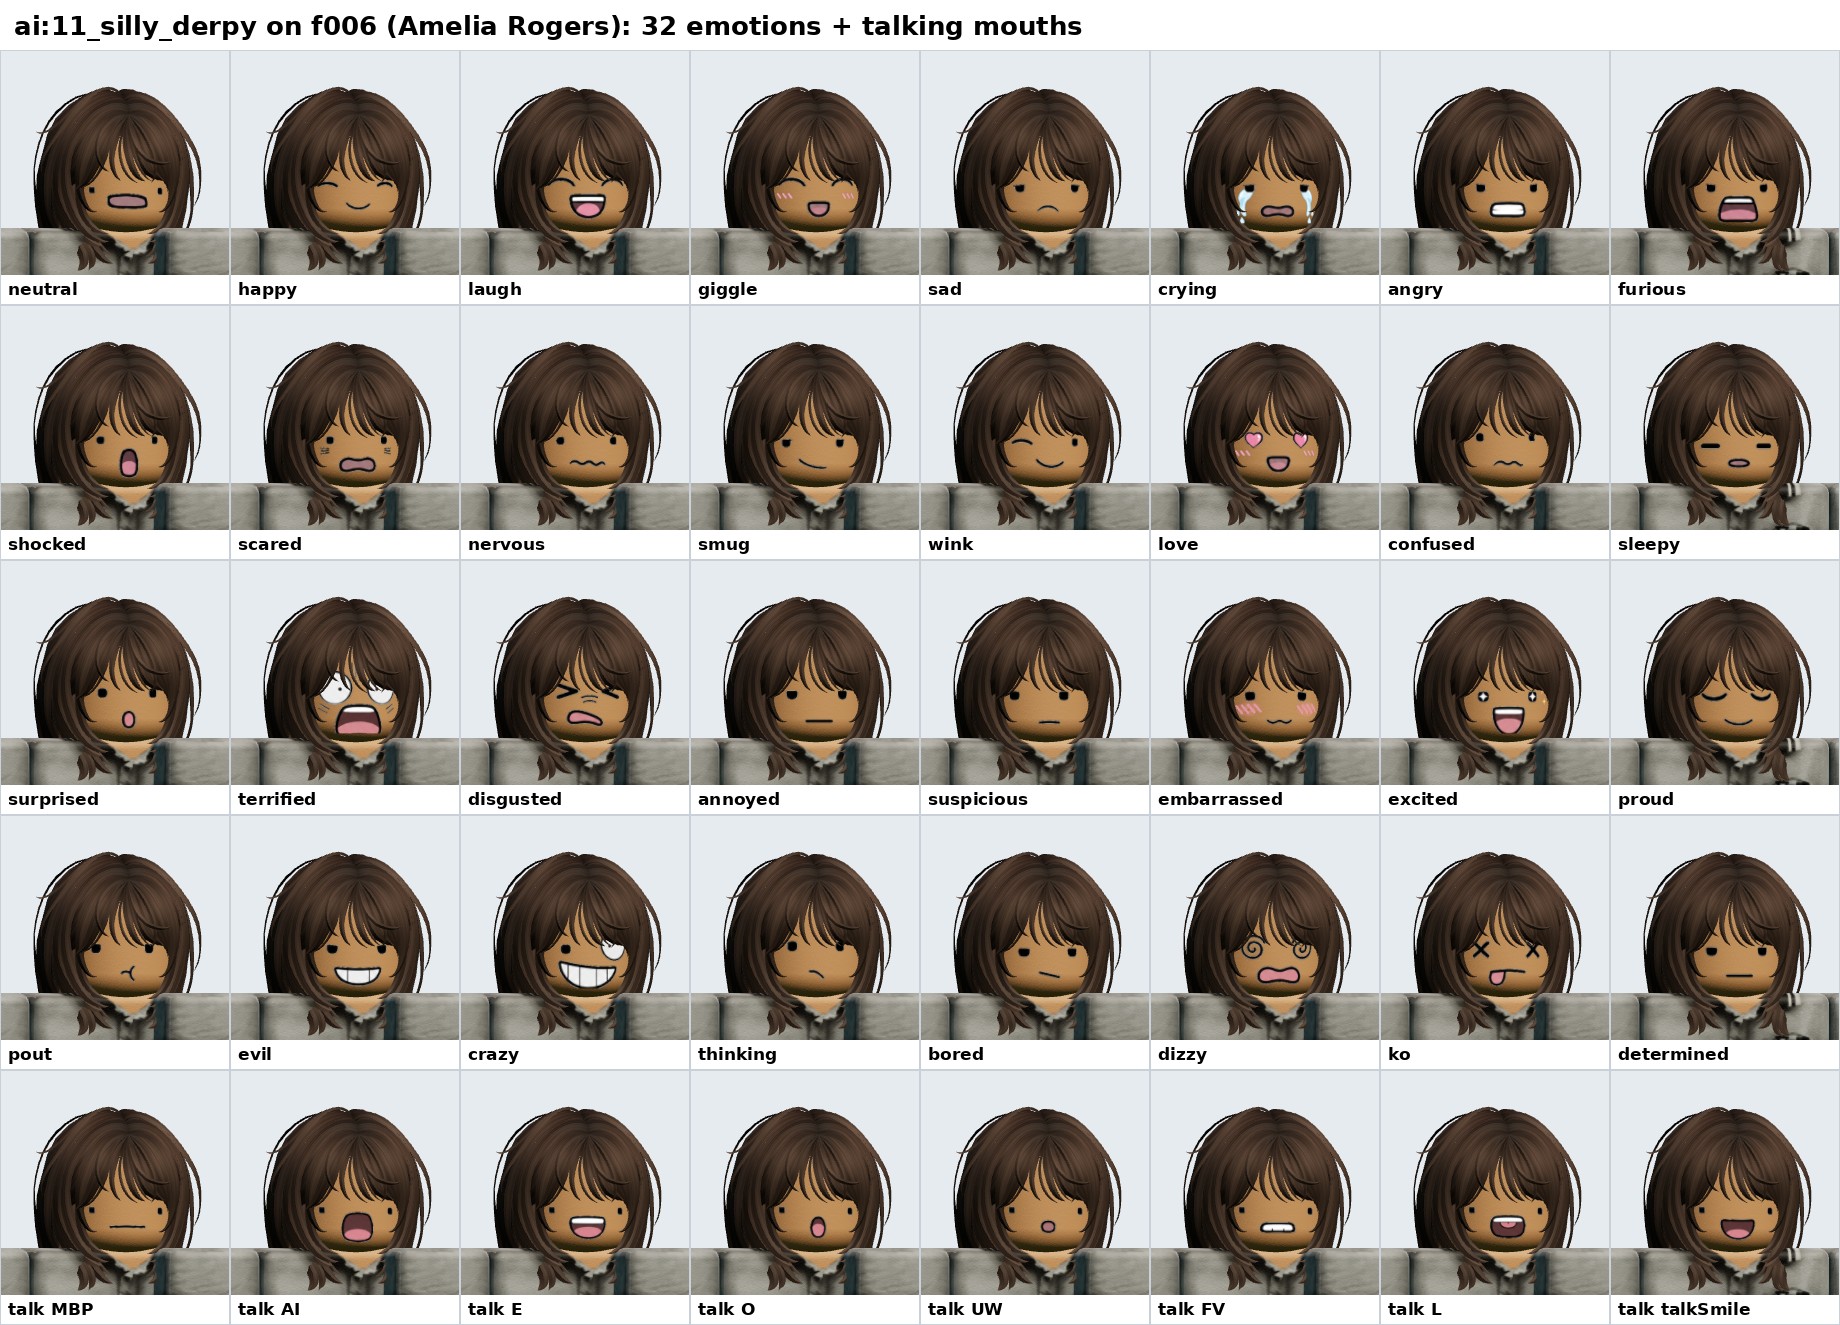 ai:11_silly_derpy on f006 (Amelia Rogers): 32 emotions + talking mouths
neutral happy laugh giggle sad crying angry furious
shocked scared nervous smug wink love confused sleepy
surprised terrified disgusted annoyed suspicious embarrassed excited proud
pout evil crazy thinking bored dizzy ko determined
talk MBP talk AI talk E talk O talk UW talk FV talk L talk talkSmile